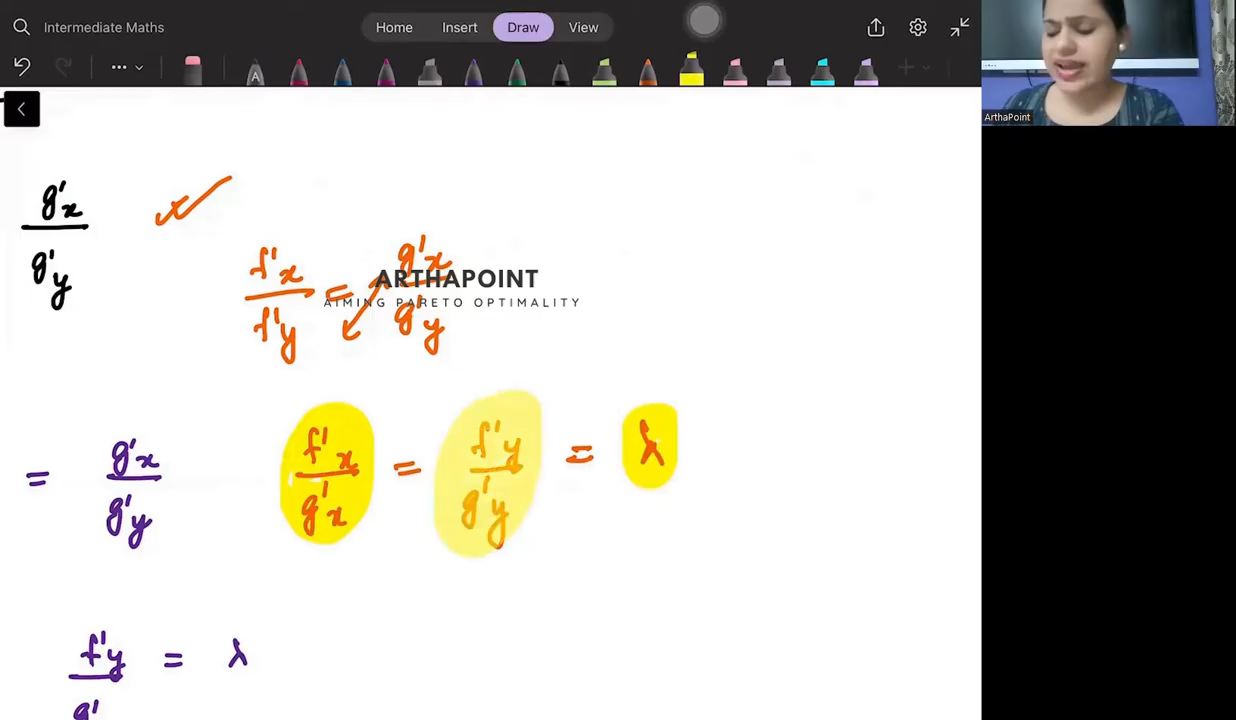 Intermediate Maths
Home Insert Draw View
A
ArthaPoint
g'x
g'y
f'x / f'y = g'x / g'y
ARTHAPOINT
AIMING PARETO OPTIMALITY
= g'x / g'y
f'x / g'x = f'y / g'y = λ
f'y / g' = λ